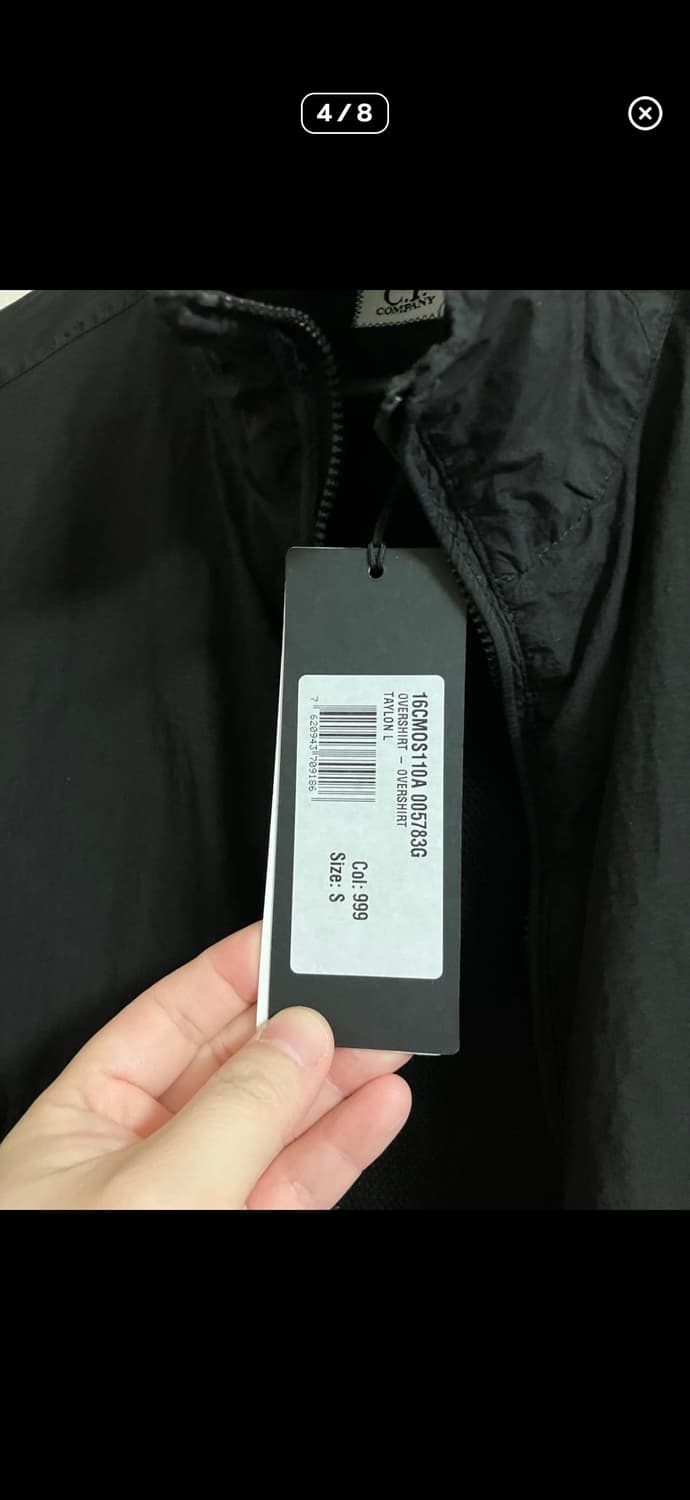 4/8
C.P.
COMPANY
16CMOS110A 005783G
OVERSHIRT – OVERSHIRT
TAYLON L
7 620943 709186
Col: 999
Size: S